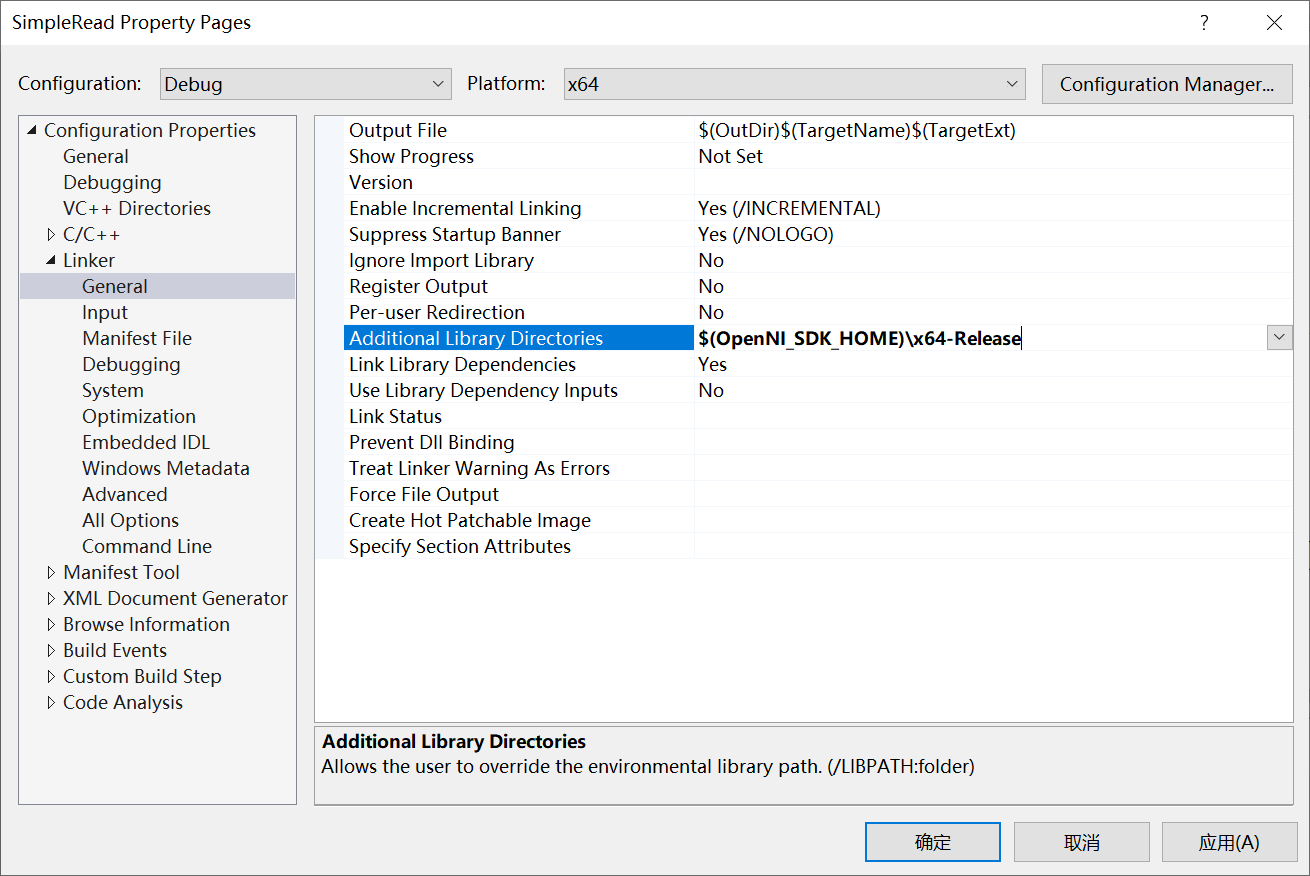 SimpleRead Property Pages
?
Configuration: Debug Platform: x64 Configuration Manager...
Configuration Properties
General
Debugging
VC++ Directories
C/C++
Linker
General
Input
Manifest File
Debugging
System
Optimization
Embedded IDL
Windows Metadata
Advanced
All Options
Command Line
Manifest Tool
XML Document Generator
Browse Information
Build Events
Custom Build Step
Code Analysis
Output File $(OutDir)$(TargetName)$(TargetExt)
Show Progress Not Set
Version
Enable Incremental Linking Yes (/INCREMENTAL)
Suppress Startup Banner Yes (/NOLOGO)
Ignore Import Library No
Register Output No
Per-user Redirection No
Additional Library Directories $(OpenNI_SDK_HOME)\x64-Release
Link Library Dependencies Yes
Use Library Dependency Inputs No
Link Status
Prevent Dll Binding
Treat Linker Warning As Errors
Force File Output
Create Hot Patchable Image
Specify Section Attributes
Additional Library Directories
Allows the user to override the environmental library path. (/LIBPATH:folder)
确定 取消 应用(A)